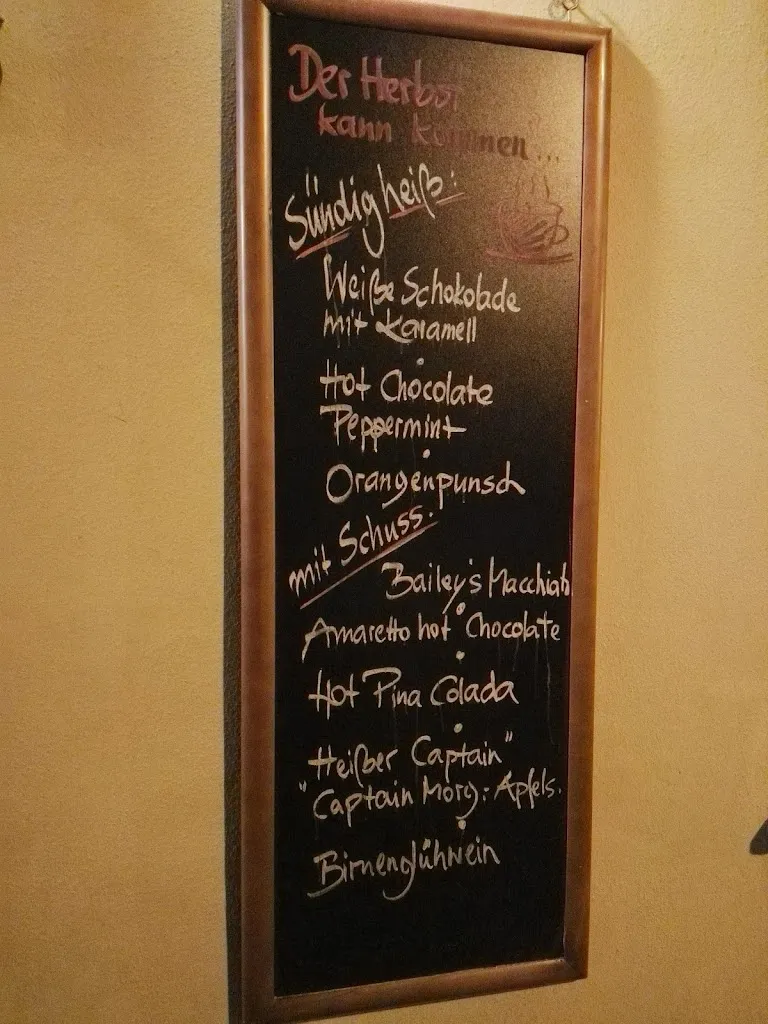 Der Herbst
kann kommen...
Sündig heiß:
Weiße Schokolade
mit Karamell
Hot Chocolate
Peppermint
Orangenpunsch
mit Schuss:
Bailey's Macchiato
Amaretto hot Chocolate
Hot Pina Colada
Heißer Captain"
"Captain Morg. Apfels.
Birnenglühwein